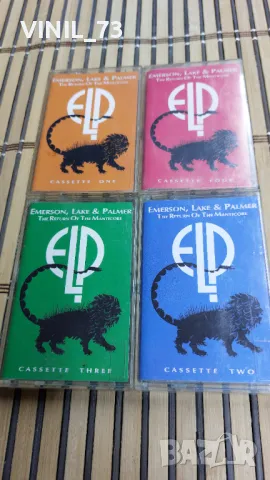 VINIL_73
EMERSON, LAKE & PALMER
THE RETURN OF THE MANTICORE
ELP
CASSETTE ONE
EMERSON, LAKE & PALMER
THE RETURN OF THE MANTICORE
ELP
CASSETTE FOUR
EMERSON, LAKE & PALMER
THE RETURN OF THE MANTICORE
ELP
CASSETTE THREE
EMERSON, LAKE & PALMER
THE RETURN OF THE MANTICORE
ELP
CASSETTE TWO
BAZAR